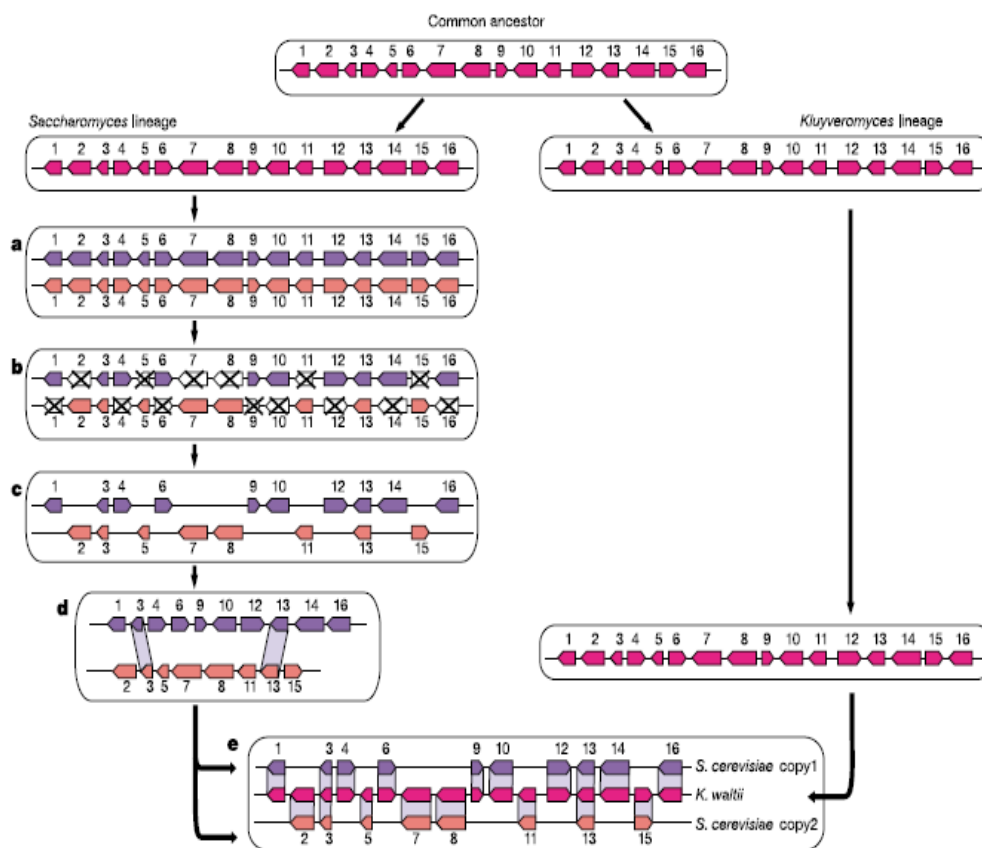 Common ancestor
1 2 3 4 5 6 7 8 9 10 11 12 13 14 15 16
Saccharomyces lineage
1 2 3 4 5 6 7 8 9 10 11 12 13 14 15 16
Kluyveromyces lineage
1 2 3 4 5 6 7 8 9 10 11 12 13 14 15 16
a
1 2 3 4 5 6 7 8 9 10 11 12 13 14 15 16
1 2 3 4 5 6 7 8 9 10 11 12 13 14 15 16
b
1 2 3 4 5 6 7 8 9 10 11 12 13 14 15 16
1 2 3 4 5 6 7 8 9 10 11 12 13 14 15 16
c
1 3 4 6 9 10 12 13 14 16
2 3 5 7 8 11 13 15
d
1 3 4 6 9 10 12 13 14 16
2 3 5 7 8 11 13 15
1 2 3 4 5 6 7 8 9 10 11 12 13 14 15 16
e
1 3 4 6 9 10 12 13 14 16
S. cerevisiae copy1
K. waltii
S. cerevisiae copy2
2 3 5 7 8 11 13 15